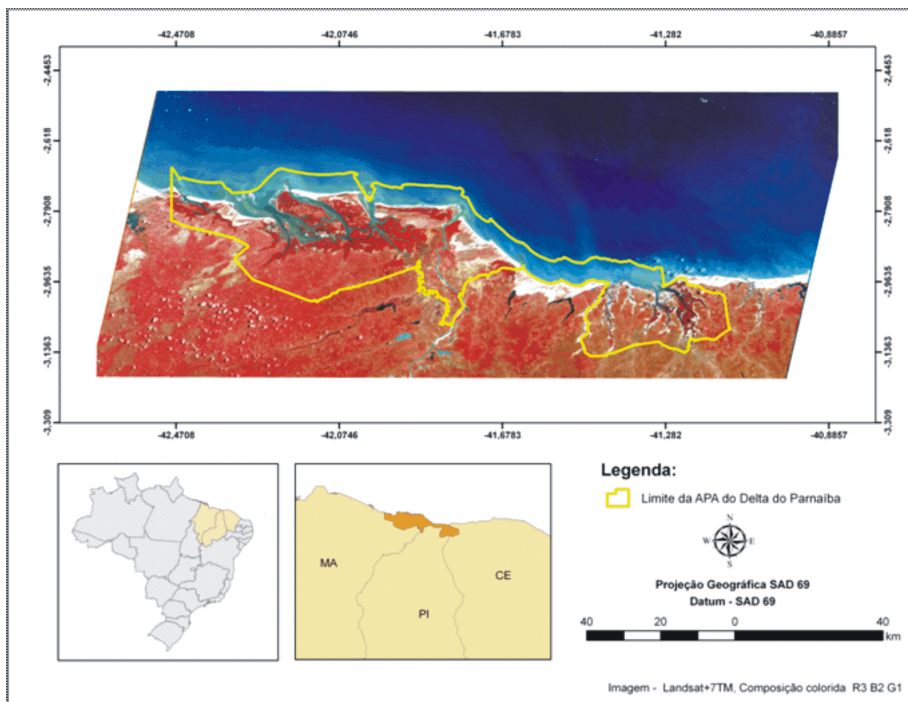 -42,4708 -42,0746 -41,6783 -41,282 -40,8857
-2,4453 -2,4453
-2,618 -2,618
-2,7908 -2,7908
-2,9635 -2,9635
-3,1363 -3,1363
-3,309 -3,309
-42,4708 -42,0746 -41,6783 -41,282 -40,8857
MA
PI
CE
Legenda:
Limite da APA do Delta do Parnaíba
N
W E
S
Projeção Geográfica SAD 69
Datum - SAD 69
40 20 0 40
km
Imagem - Landsat+7TM, Composição colorida R3 B2 G1